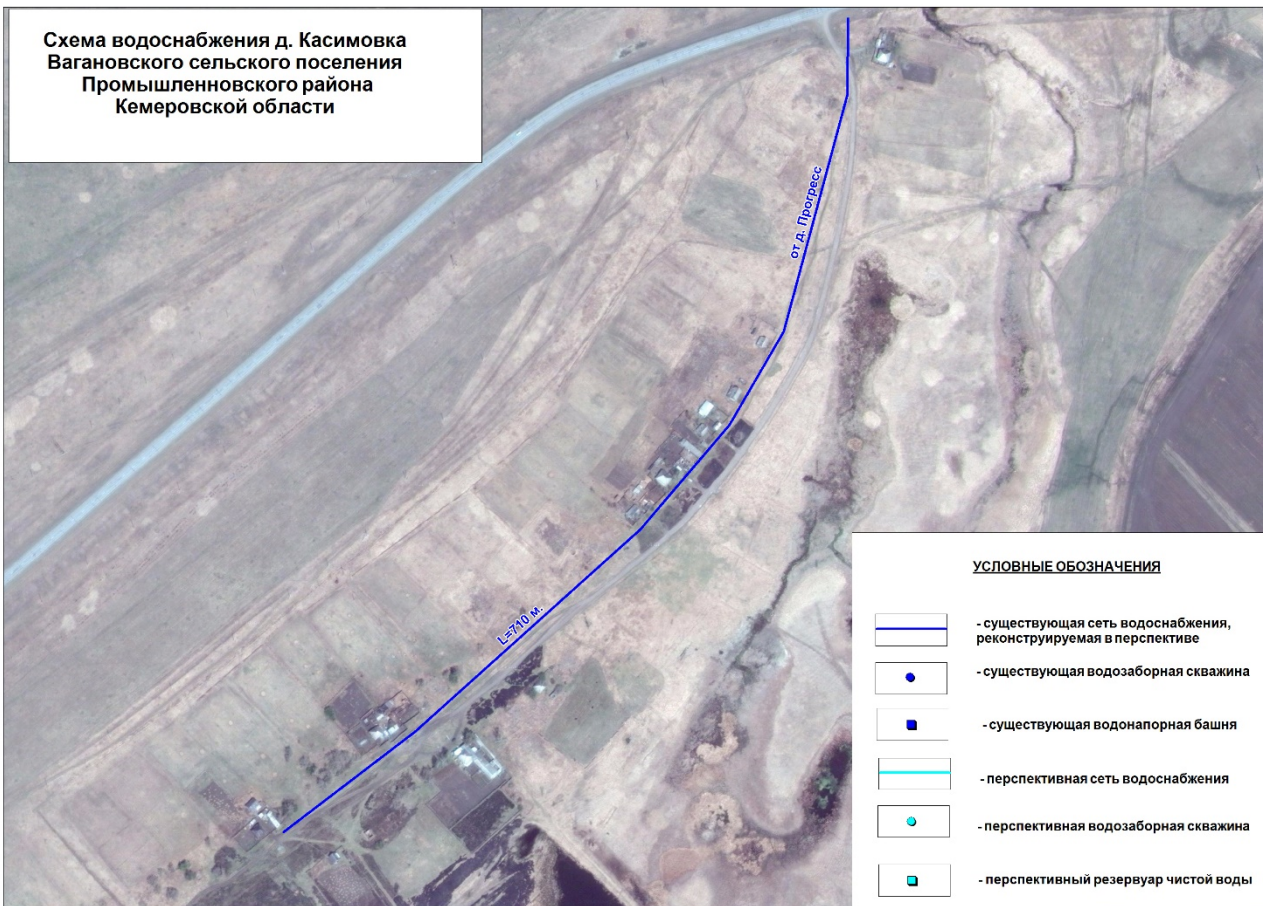 Схема водоснабжения д. Касимовка
Вагановского сельского поселения
Промышленновского района
Кемеровской области
от д. Прогресс
L=710 м.
УСЛОВНЫЕ ОБОЗНАЧЕНИЯ
- существующая сеть водоснабжения,
реконструируемая в перспективе
- существующая водозаборная скважина
- существующая водонапорная башня
- перспективная сеть водоснабжения
- перспективная водозаборная скважина
- перспективный резервуар чистой воды